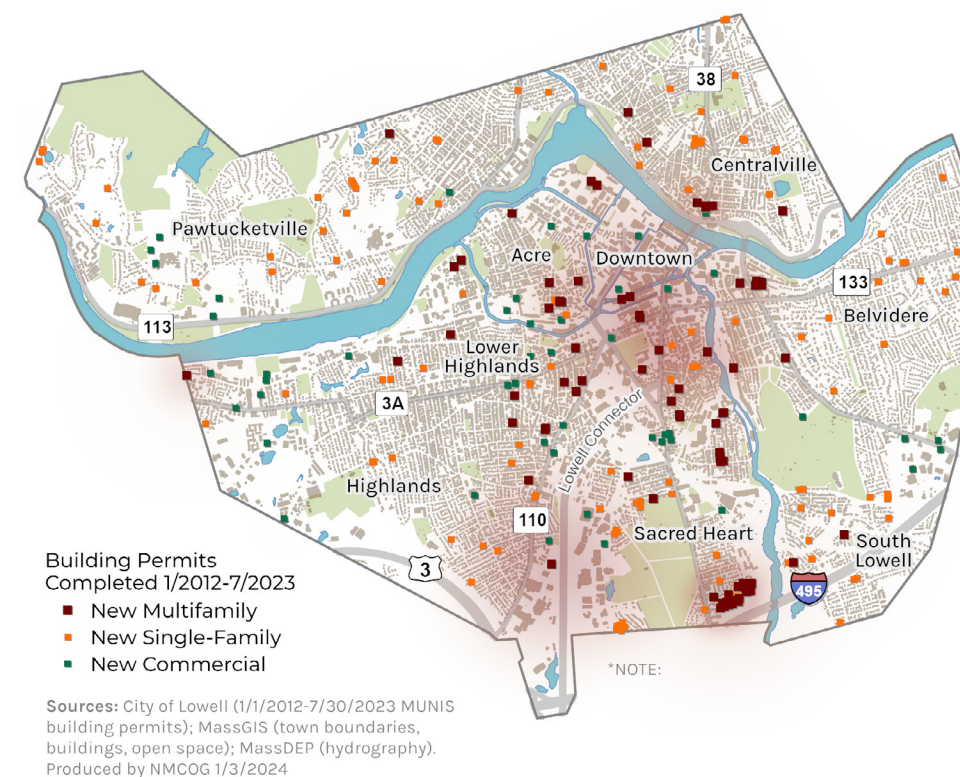 38
Centralville
Pawtucketville
Acre
Downtown
133
Belvidere
113
Lower
Highlands
3A
Lowell Connector
Highlands
110
Sacred Heart
South
Lowell
3
495
Building Permits
Completed 1/2012-7/2023
New Multifamily
New Single-Family
New Commercial
*NOTE:
Sources: City of Lowell (1/1/2012-7/30/2023 MUNIS
building permits); MassGIS (town boundaries,
buildings, open space); MassDEP (hydrography).
Produced by NMCOG 1/3/2024